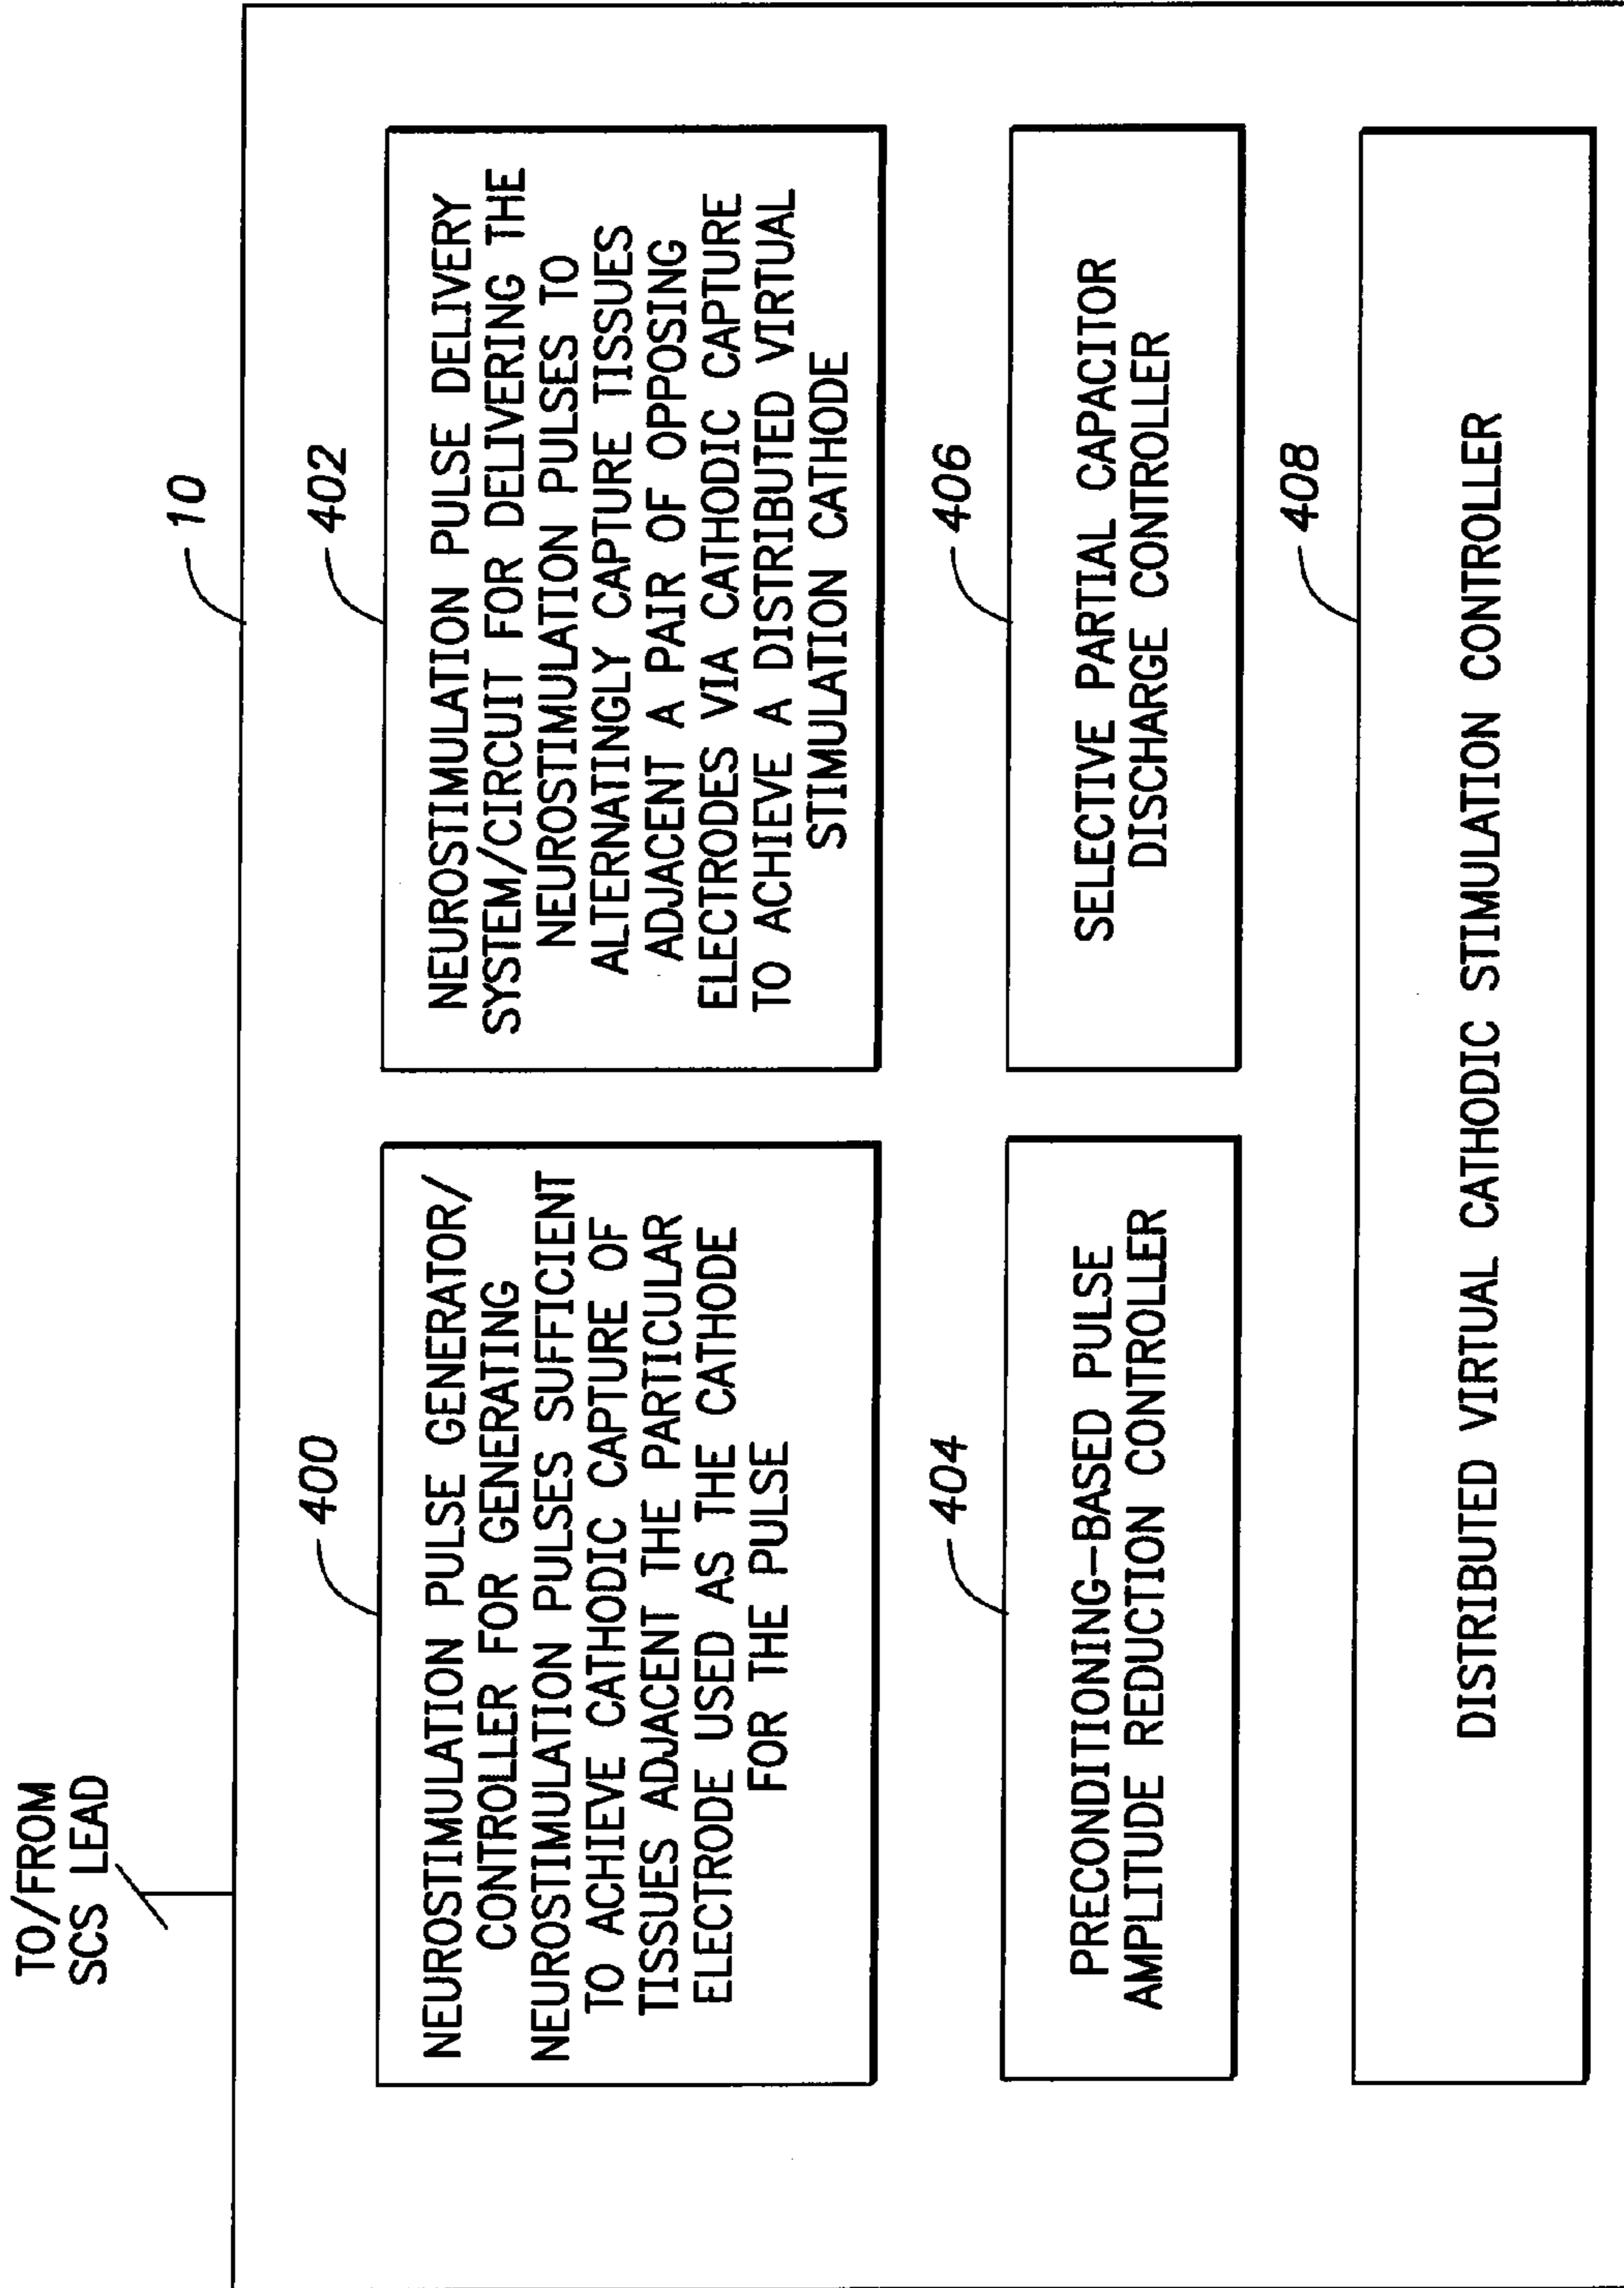 TO/FROM
SCS LEAD
10
400
NEUROSTIMULATION PULSE GENERATOR/
CONTROLLER FOR GENERATING
NEUROSTIMULATION PULSES SUFFICIENT
TO ACHIEVE CATHODIC CAPTURE OF
TISSUES ADJACENT THE PARTICULAR
ELECTRODE USED AS THE CATHODE
FOR THE PULSE
402
NEUROSTIMULATION PULSE DELIVERY
SYSTEM/CIRCUIT FOR DELIVERING THE
NEUROSTIMULATION PULSES TO
ALTERNATINGLY CAPTURE TISSUES
ADJACENT A PAIR OF OPPOSING
ELECTRODES VIA CATHODIC CAPTURE
TO ACHIEVE A DISTRIBUTED VIRTUAL
STIMULATION CATHODE
404
PRECONDITIONING-BASED PULSE
AMPLITUDE REDUCTION CONTROLLER
406
SELECTIVE PARTIAL CAPACITOR
DISCHARGE CONTROLLER
408
DISTRIBUTED VIRTUAL CATHODIC STIMULATION CONTROLLER